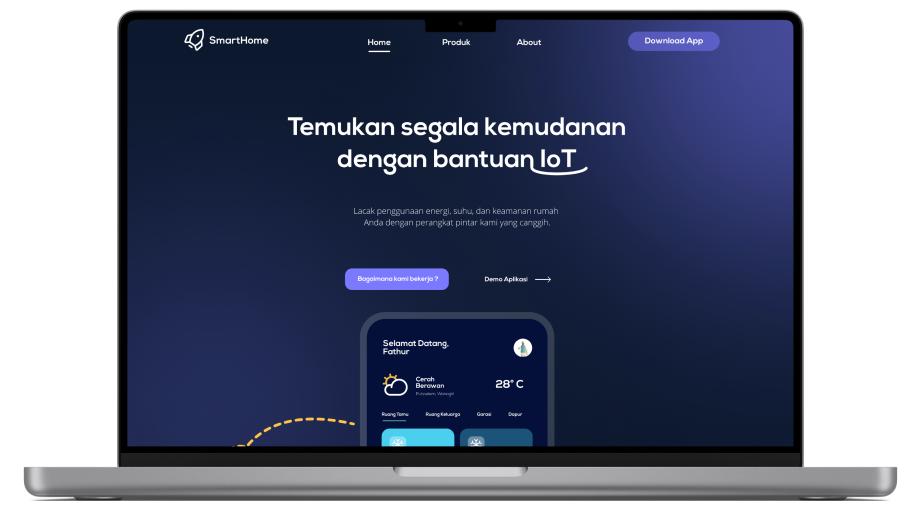 SmartHome
Home
Produk
About
Download App
Temukan segala kemudanan
dengan bantuan IoT
Lacak penggunaan energi, suhu, dan keamanan rumah
Anda dengan perangkat pintar kami yang canggih.
Bagaimana kami bekerja ?
Demo Aplikasi
Selamat Datang,
Fathur
Cerah
Berawan
28° C
Ruang Tamu
Ruang Keluarga
Garasi
Dapur